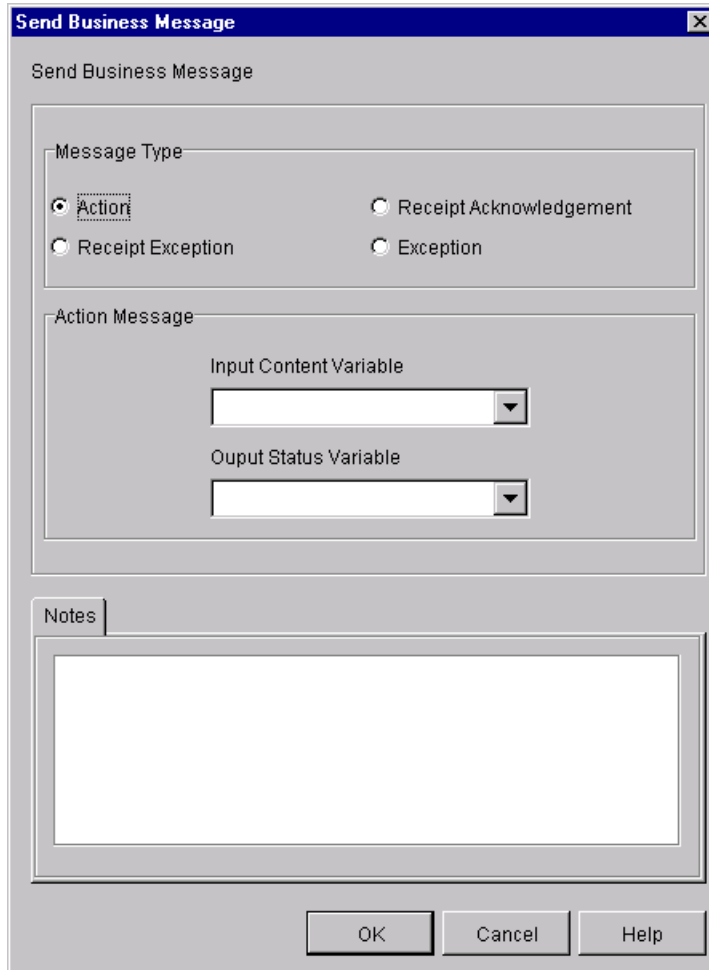 Send Business Message
Send Business Message
Message Type
Action
Receipt Acknowledgement
Receipt Exception
Exception
Action Message
Input Content Variable
Ouput Status Variable
Notes
OK
Cancel
Help